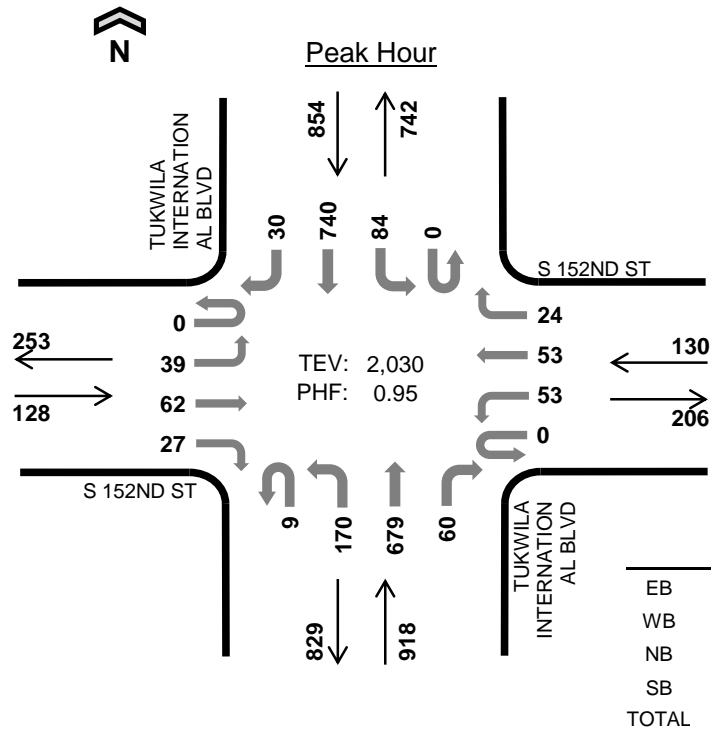 N
Peak Hour
854
742
TUKWILA
INTERNATION
AL BLVD
30
740
84
0
S 152ND ST
0
39
62
27
253
128
TEV: 2,030
PHF: 0.95
24
53
53
0
130
206
S 152ND ST
9
170
679
60
TUKWILA
INTERNATION
AL BLVD
829
918
EB
WB
NB
SB
TOTAL